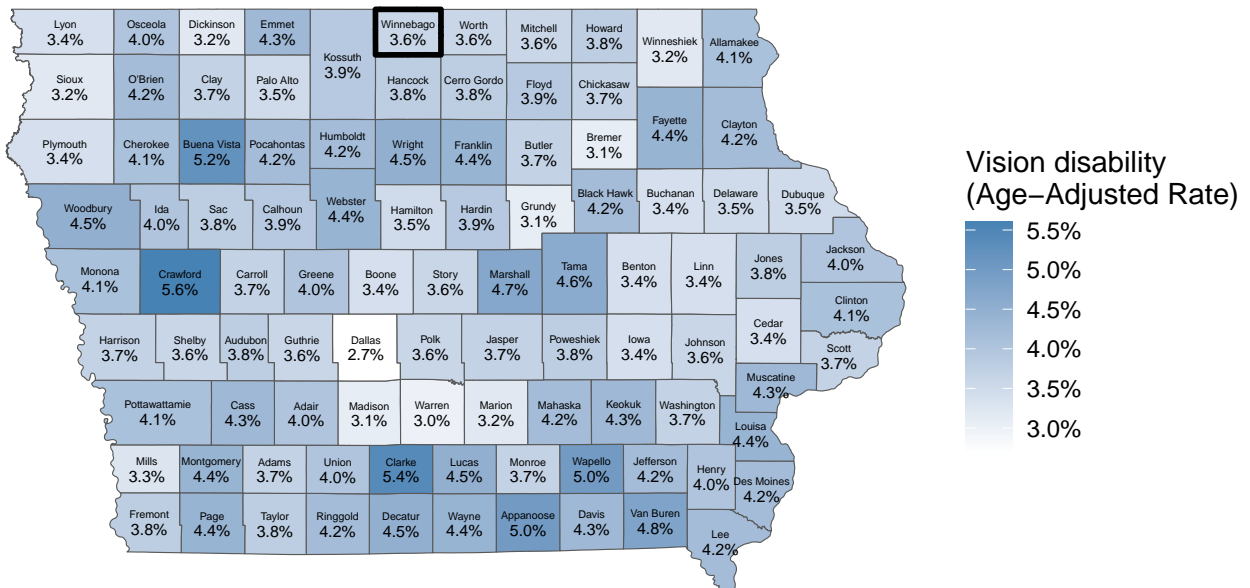 Lyon
3.4%
Osceola
4.0%
Dickinson
3.2%
Emmet
4.3%
Kossuth
3.9%
Winnebago
3.6%
Worth
3.6%
Mitchell
3.6%
Howard
3.8%
Winneshiek
3.2%
Allamakee
4.1%
Sioux
3.2%
O'Brien
4.2%
Clay
3.7%
Palo Alto
3.5%
Hancock
3.8%
Cerro Gordo
3.8%
Floyd
3.9%
Chickasaw
3.7%
Fayette
4.4%
Clayton
4.2%
Plymouth
3.4%
Cherokee
4.1%
Buena Vista
5.2%
Pocahontas
4.2%
Humboldt
4.2%
Wright
4.5%
Franklin
4.4%
Butler
3.7%
Bremer
3.1%
Woodbury
4.5%
Ida
4.0%
Sac
3.8%
Calhoun
3.9%
Webster
4.4%
Hamilton
3.5%
Hardin
3.9%
Grundy
3.1%
Black Hawk
4.2%
Buchanan
3.4%
Delaware
3.5%
Dubuque
3.5%
Monona
4.1%
Crawford
5.6%
Carroll
3.7%
Greene
4.0%
Boone
3.4%
Story
3.6%
Marshall
4.7%
Tama
4.6%
Benton
3.4%
Linn
3.4%
Jones
3.8%
Jackson
4.0%
Clinton
4.1%
Harrison
3.7%
Shelby
3.6%
Audubon
3.8%
Guthrie
3.6%
Dallas
2.7%
Polk
3.6%
Jasper
3.7%
Poweshiek
3.8%
Iowa
3.4%
Johnson
3.6%
Cedar
3.4%
Scott
3.7%
Muscatine
4.3%
Pottawattamie
4.1%
Cass
4.3%
Adair
4.0%
Madison
3.1%
Warren
3.0%
Marion
3.2%
Mahaska
4.2%
Keokuk
4.3%
Washington
3.7%
Louisa
4.4%
Mills
3.3%
Montgomery
4.4%
Adams
3.7%
Union
4.0%
Clarke
5.4%
Lucas
4.5%
Monroe
3.7%
Wapello
5.0%
Jefferson
4.2%
Henry
4.0%
Des Moines
4.2%
Fremont
3.8%
Page
4.4%
Taylor
3.8%
Ringgold
4.2%
Decatur
4.5%
Wayne
4.4%
Appanoose
5.0%
Davis
4.3%
Van Buren
4.8%
Lee
4.2%
Vision disability
(Age−Adjusted Rate)
5.5%
5.0%
4.5%
4.0%
3.5%
3.0%